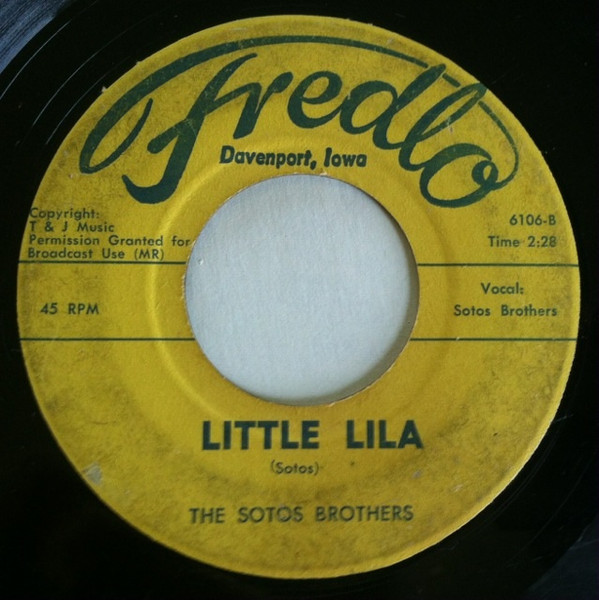 Fredlo
Davenport, Iowa
Copyright:
T & J Music
Permission Granted for
Broadcast Use (MR)
6106-B
Time 2:28
45 RPM
Vocal:
Sotos Brothers
LITTLE LILA
(Sotos)
THE SOTOS BROTHERS